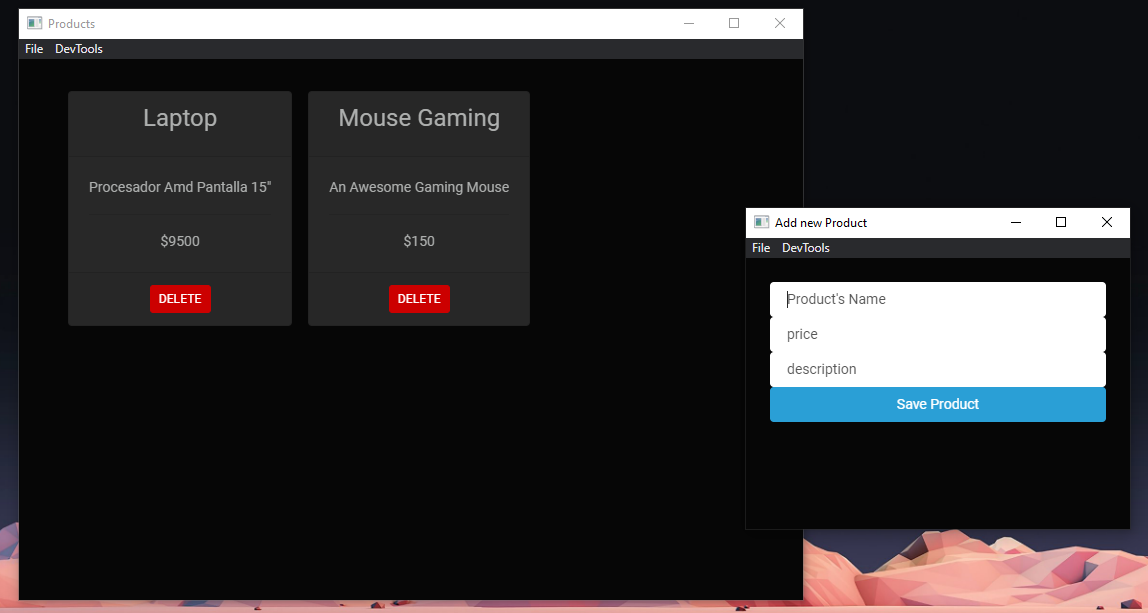 Products
File DevTools
Laptop
Procesador Amd Pantalla 15"
$9500
DELETE
Mouse Gaming
An Awesome Gaming Mouse
$150
DELETE
Add new Product
File DevTools
Product's Name
price
description
Save Product